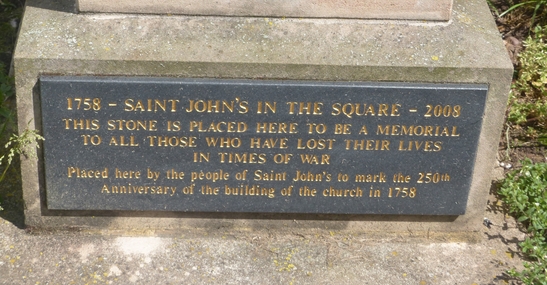 1758 - SAINT JOHN'S IN THE SQUARE - 2008
THIS STONE IS PLACED HERE TO BE A MEMORIAL
TO ALL THOSE WHO HAVE LOST THEIR LIVES
IN TIMES OF WAR
Placed here by the people of Saint John's to mark the 250th
Anniversary of the building of the church in 1758